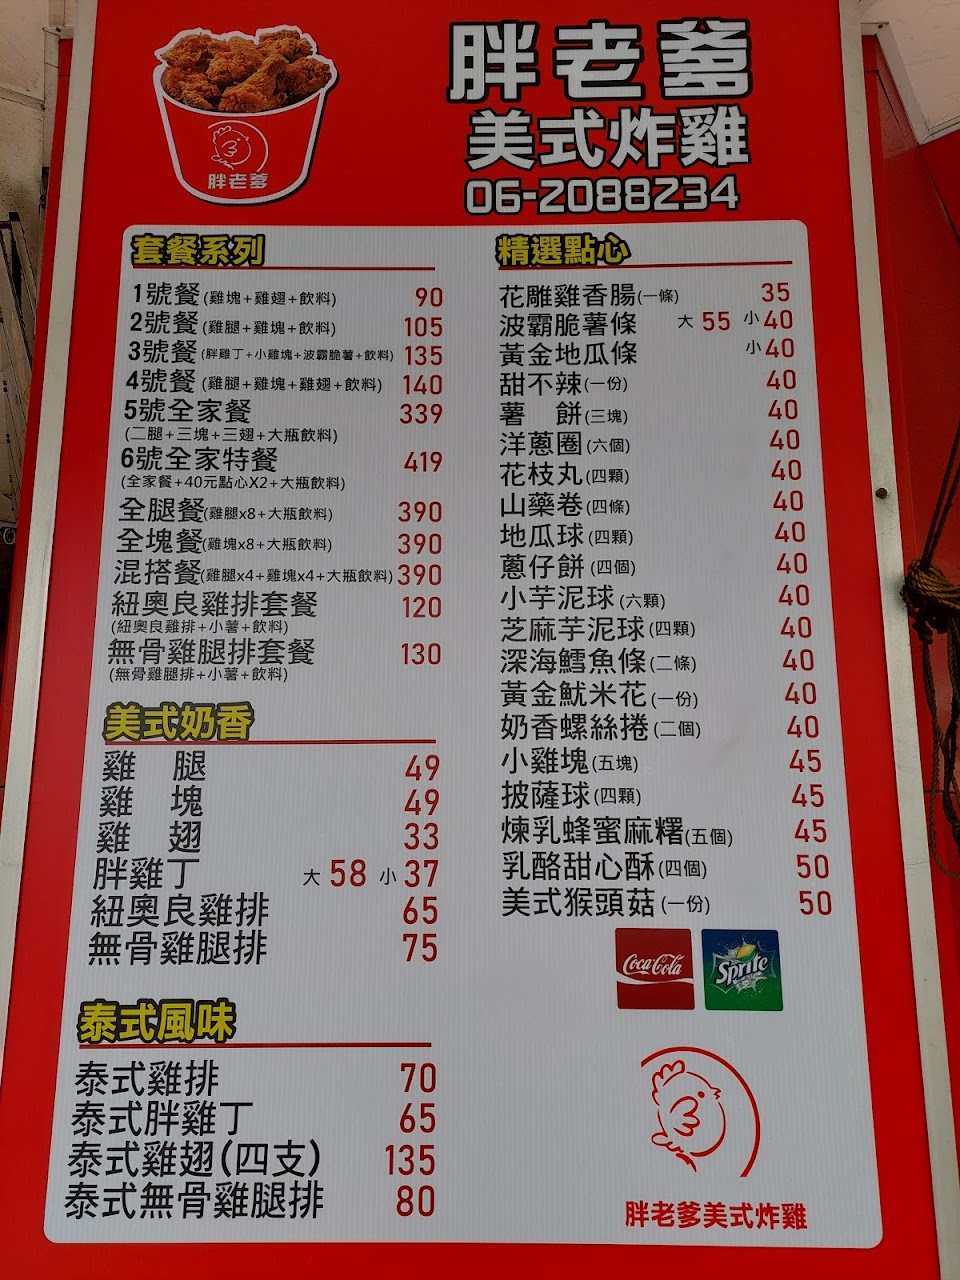 胖老爹
美式炸雞
06-2088234
胖老爹
套餐系列
1號餐(雞塊+雞翅+飲料) 90
2號餐(雞腿+雞塊+飲料) 105
3號餐(胖雞丁+小雞塊+波霸脆薯+飲料) 135
4號餐(雞腿+雞塊+雞翅+飲料) 140
5號全家餐 339
(二腿+三塊+三翅+大瓶飲料)
6號全家特餐 419
(全家餐+40元點心X2+大瓶飲料)
全腿餐(雞腿x8+大瓶飲料) 390
全塊餐(雞塊x8+大瓶飲料) 390
混搭餐(雞腿x4+雞塊x4+大瓶飲料) 390
紐奧良雞排套餐 120
(紐奧良雞排+小薯+飲料)
無骨雞腿排套餐 130
(無骨雞腿排+小薯+飲料)
美式奶香
雞 腿 49
雞 塊 49
雞 翅 33
胖雞丁 大 58 小 37
紐奧良雞排 65
無骨雞腿排 75
泰式風味
泰式雞排 70
泰式胖雞丁 65
泰式雞翅(四支) 135
泰式無骨雞腿排 80
精選點心
花雕雞香腸(一條) 35
波霸脆薯條 大 55 小 40
黃金地瓜條 小 40
甜不辣(一份) 40
薯 餅(三塊) 40
洋蔥圈(六個) 40
花枝丸(四顆) 40
山藥卷(四條) 40
地瓜球(四顆) 40
蔥仔餅(四個) 40
小芋泥球(六顆) 40
芝麻芋泥球(四顆) 40
深海鱈魚條(二條) 40
黃金魷米花(一份) 40
奶香螺絲捲(二個) 40
小雞塊(五塊) 45
披薩球(四顆) 45
煉乳蜂蜜麻糬(五個) 45
乳酪甜心酥(四個) 50
美式猴頭菇(一份) 50
Coca-Cola
Sprite
胖老爹美式炸雞